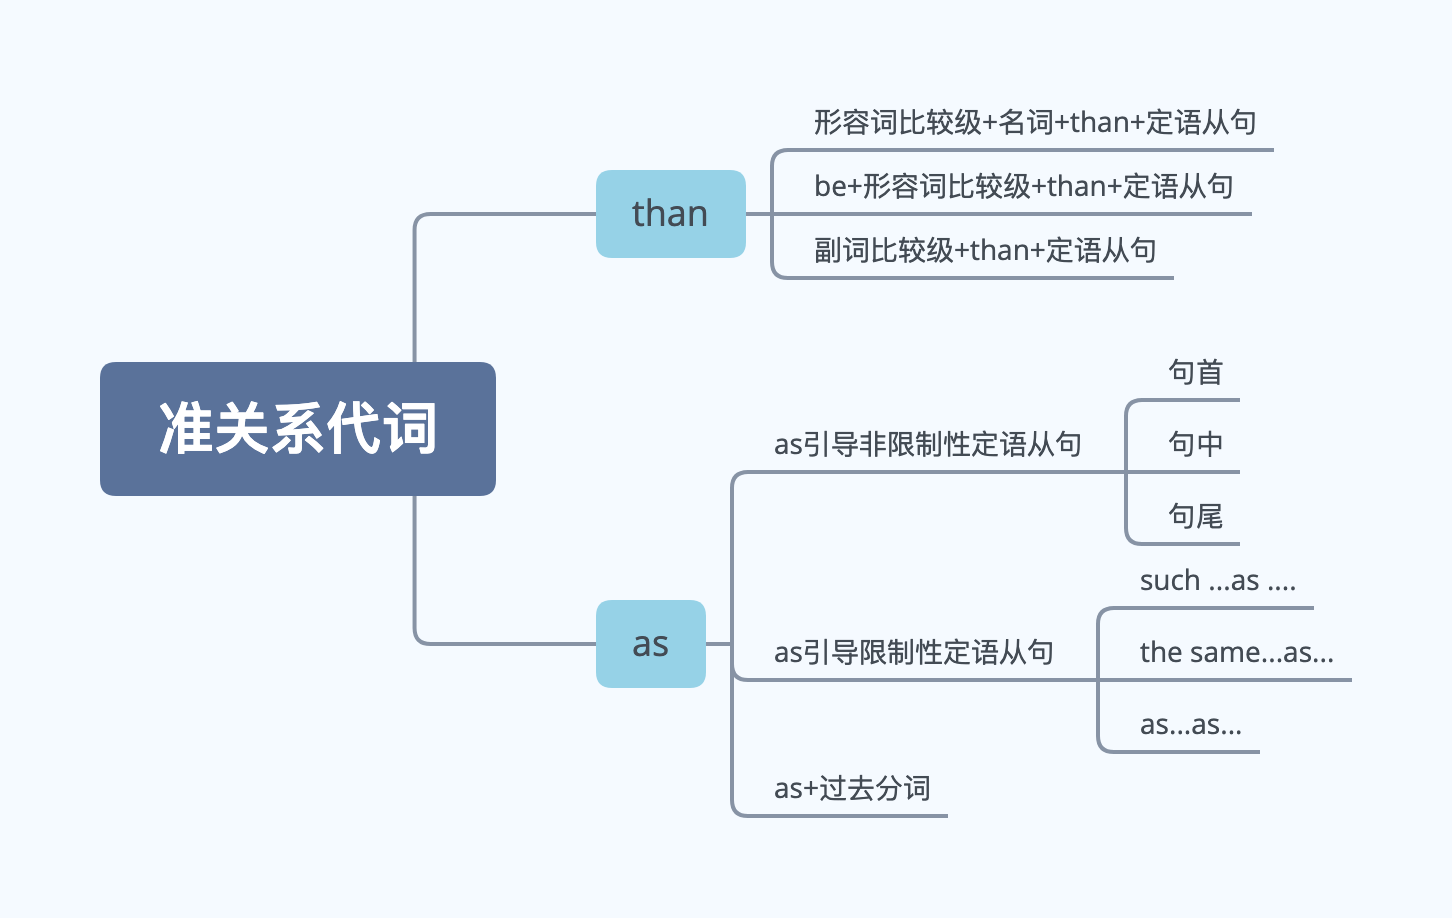 准关系代词
than
形容词比较级+名词+than+定语从句
be+形容词比较级+than+定语从句
副词比较级+than+定语从句
as
as引导非限制性定语从句
句首
句中
句尾
as引导限制性定语从句
such ...as ....
the same...as...
as...as...
as+过去分词